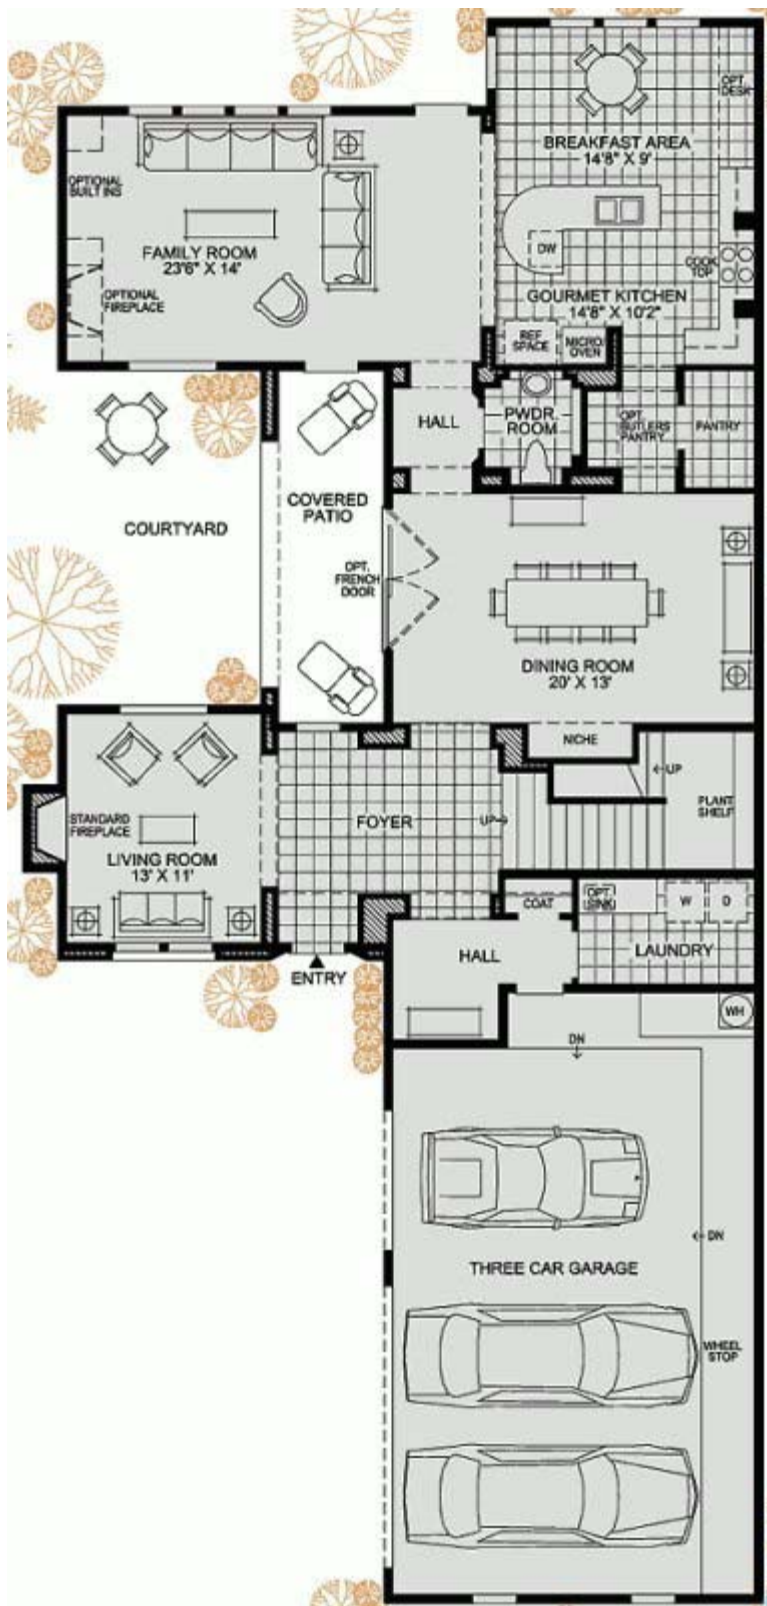 OPT.
DESK
BREAKFAST AREA
14'8" X 9'
OPTIONAL
BUILT INS
DW
FAMILY ROOM
23'6" X 14'
COOK
TOP
OPTIONAL
FIREPLACE
GOURMET KITCHEN
14'8" X 10'2"
REF
SPACE
MICRO/
OVEN
HALL
PWDR.
ROOM
OPT.
BUTLERS
PANTRY
PANTRY
COVERED
PATIO
COURTYARD
OPT.
FRENCH
DOOR
DINING ROOM
20' X 13'
NICHE
UP
PLANT
SHELF
STANDARD
FIREPLACE
FOYER
UP
LIVING ROOM
13' X 11'
COAT
OPT.
SINK
W
D
HALL
LAUNDRY
ENTRY
WH
DN
DN
THREE CAR GARAGE
WHEEL
STOP